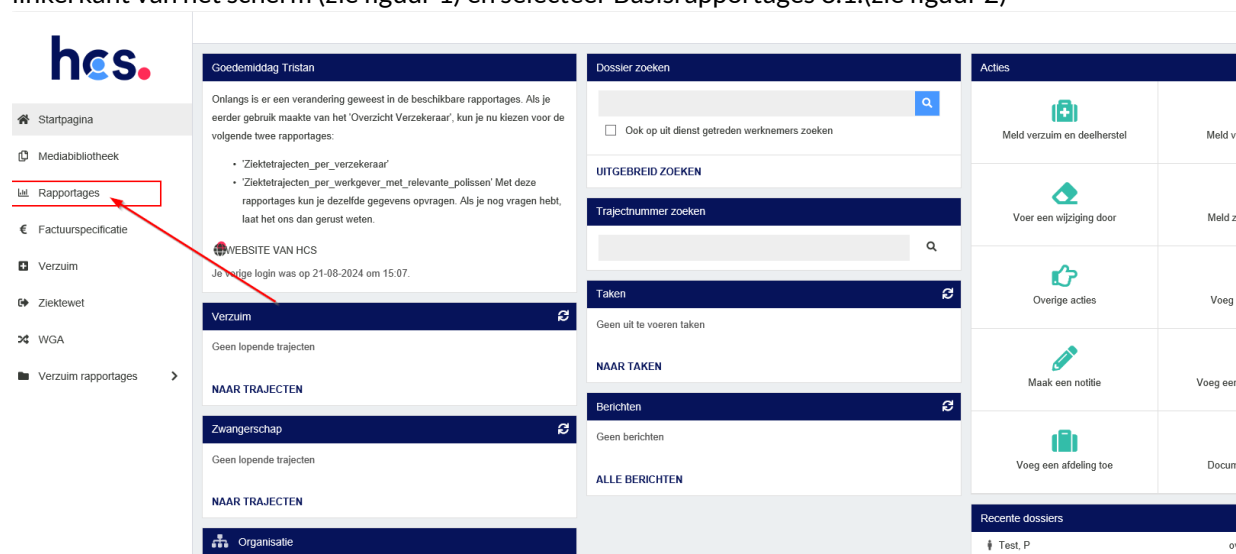 linkerkant van het scherm (zie figuur 1) en selecteer Basisrapportages 6.1.(zie figuur 2)
hcs.
Startpagina
Mediabibliotheek
Rapportages
€ Factuurspecificatie
Verzuim
Ziektewet
WGA
Verzuim rapportages
Goedemiddag Tristan
Onlangs is er een verandering geweest in de beschikbare rapportages. Als je
eerder gebruik maakte van het 'Overzicht Verzekeraar', kun je nu kiezen voor de
volgende twee rapportages:
• 'Ziektetrajecten_per_verzekeraar'
• 'Ziektetrajecten_per_werkgever_met_relevante_polissen' Met deze
rapportages kun je dezelfde gegevens opvragen. Als je nog vragen hebt,
laat het ons dan gerust weten.
WEBSITE VAN HCS
Je vorige login was op 21-08-2024 om 15:07.
Verzuim
Geen lopende trajecten
NAAR TRAJECTEN
Zwangerschap
Geen lopende trajecten
NAAR TRAJECTEN
Organisatie
Dossier zoeken
Ook op uit dienst getreden werknemers zoeken
UITGEBREID ZOEKEN
Trajectnummer zoeken
Taken
Geen uit te voeren taken
NAAR TAKEN
Berichten
Geen berichten
ALLE BERICHTEN
Acties
Meld verzuim en deelherstel
Meld v
Voer een wijziging door
Meld z
Overige acties
Voeg
Maak een notitie
Voeg eer
Voeg een afdeling toe
Docum
Recente dossiers
Test, P